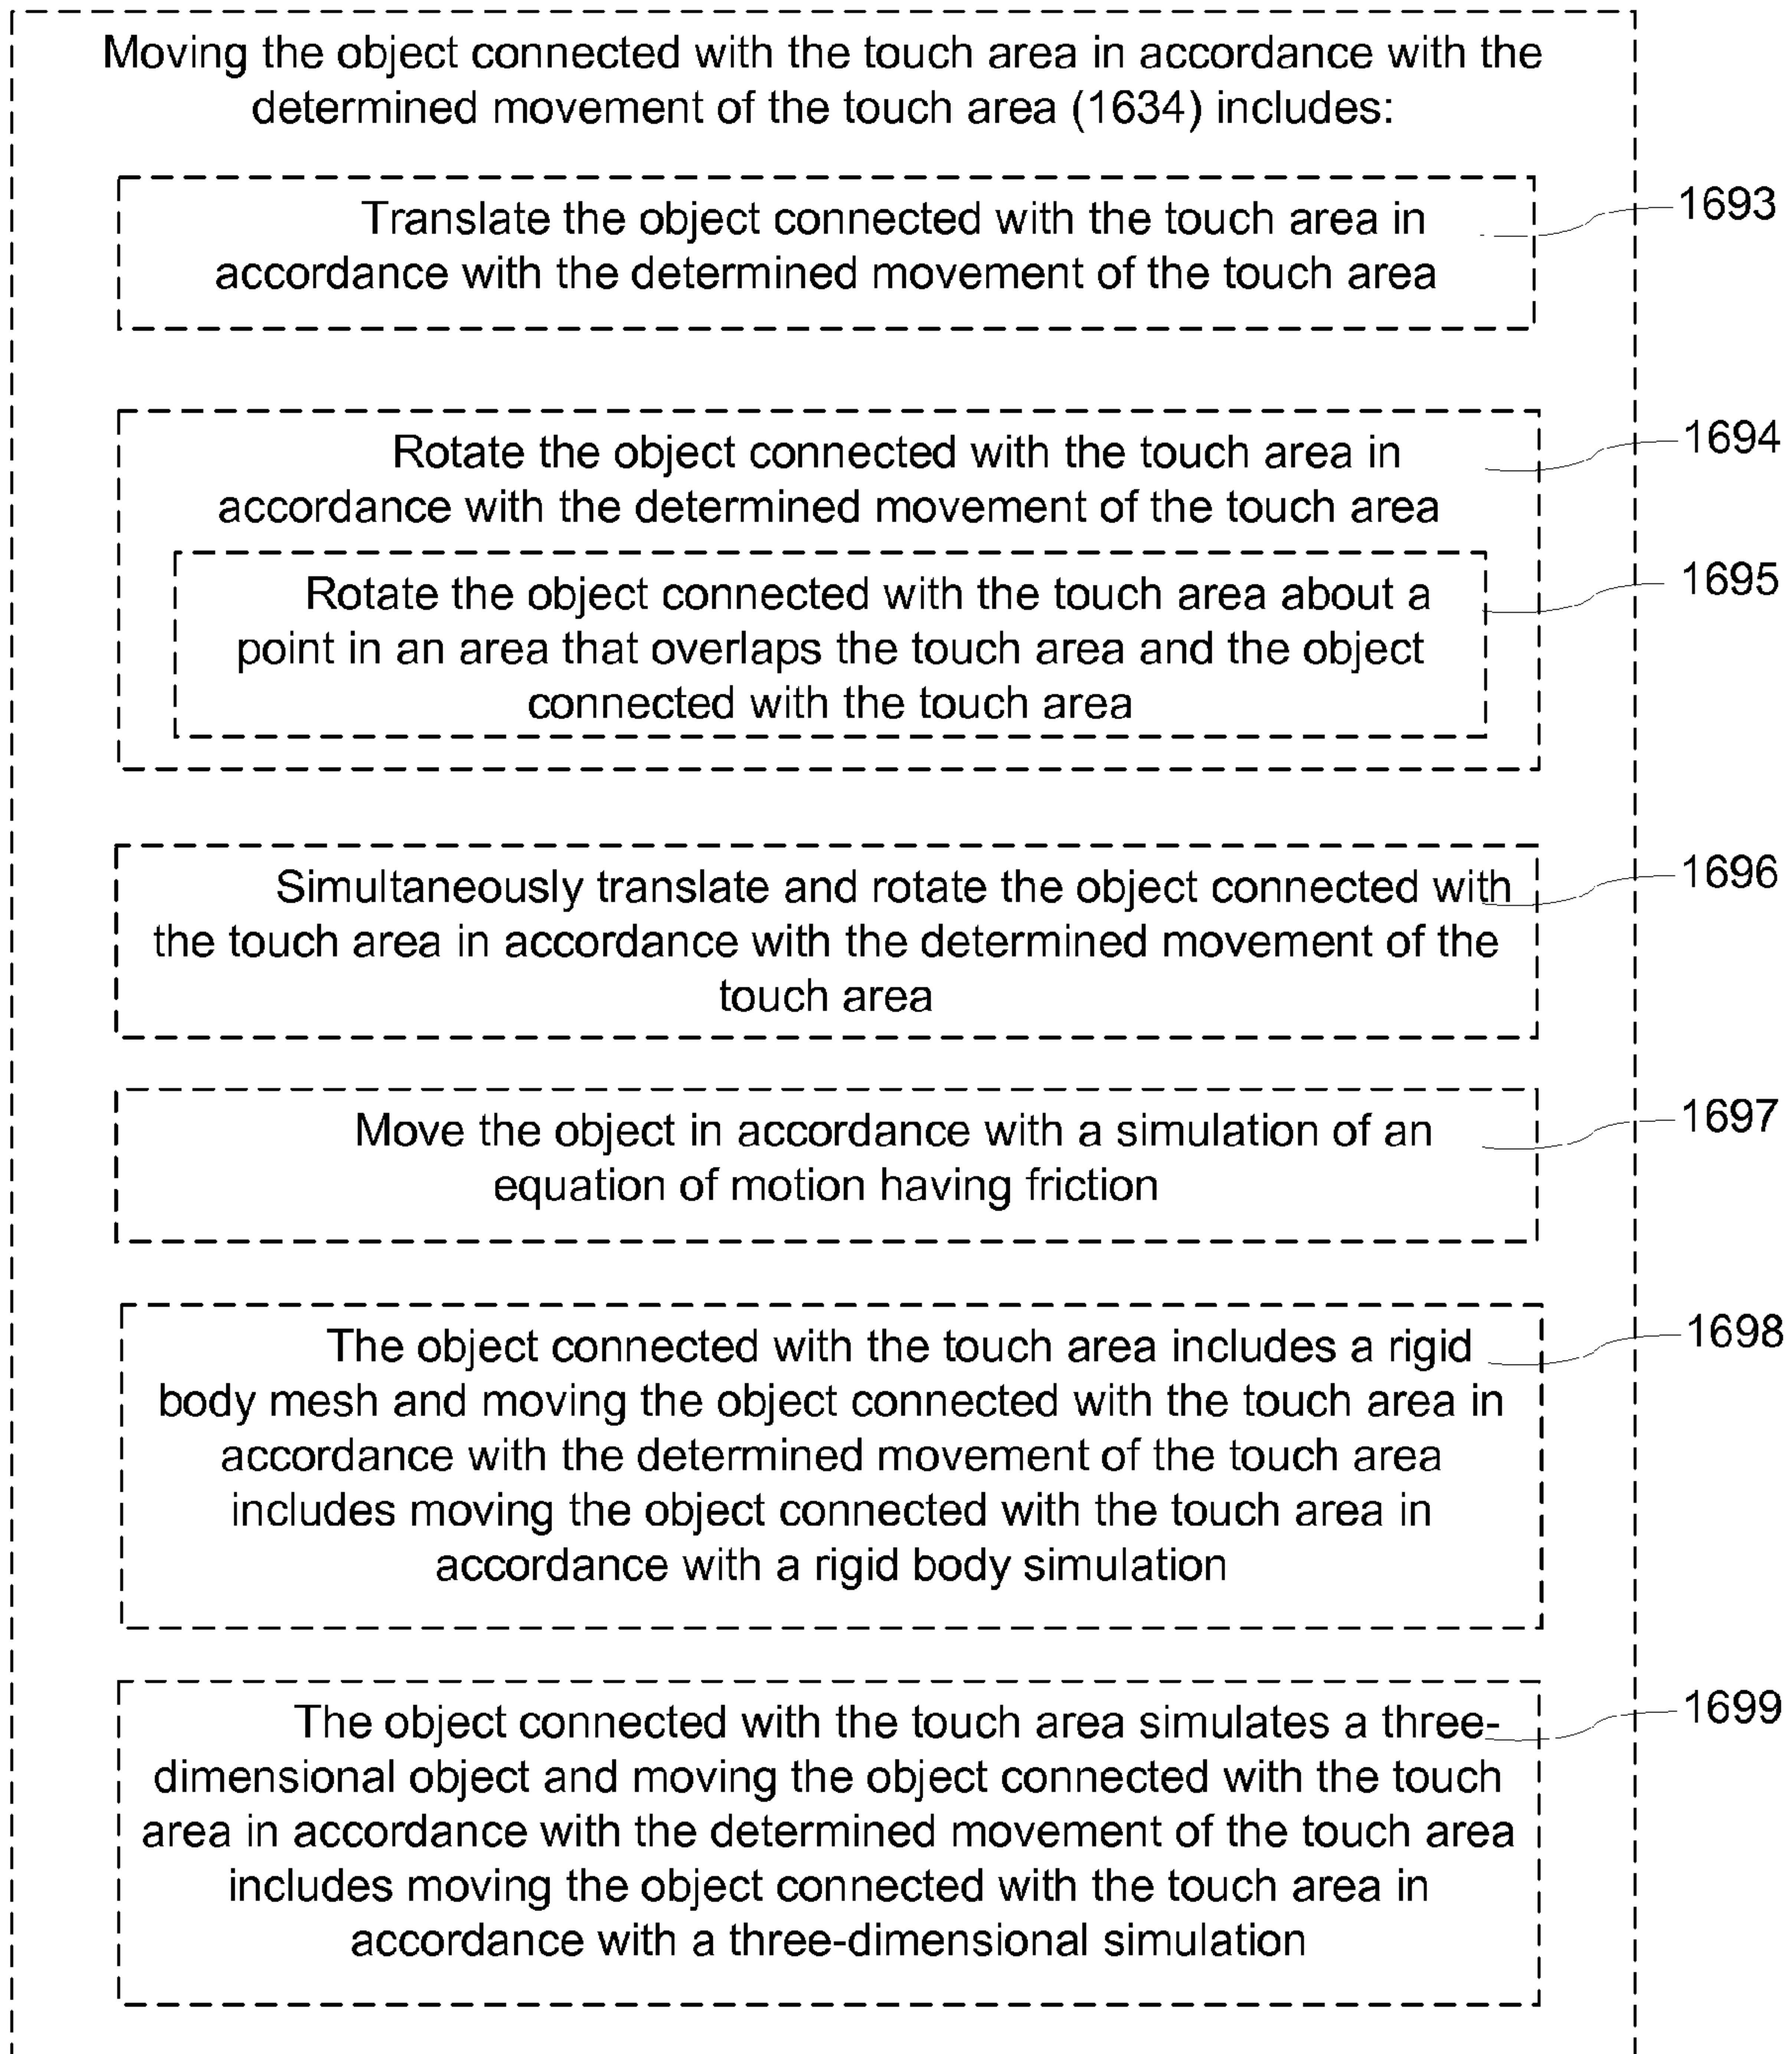 Moving the object connected with the touch area in accordance with the
determined movement of the touch area (1634) includes:
Translate the object connected with the touch area in
accordance with the determined movement of the touch area
1693
Rotate the object connected with the touch area in
accordance with the determined movement of the touch area
1694
Rotate the object connected with the touch area about a
point in an area that overlaps the touch area and the object
connected with the touch area
1695
Simultaneously translate and rotate the object connected with
the touch area in accordance with the determined movement of the
touch area
1696
Move the object in accordance with a simulation of an
equation of motion having friction
1697
The object connected with the touch area includes a rigid
body mesh and moving the object connected with the touch area in
accordance with the determined movement of the touch area
includes moving the object connected with the touch area in
accordance with a rigid body simulation
1698
The object connected with the touch area simulates a three-
dimensional object and moving the object connected with the touch
area in accordance with the determined movement of the touch area
includes moving the object connected with the touch area in
accordance with a three-dimensional simulation
1699